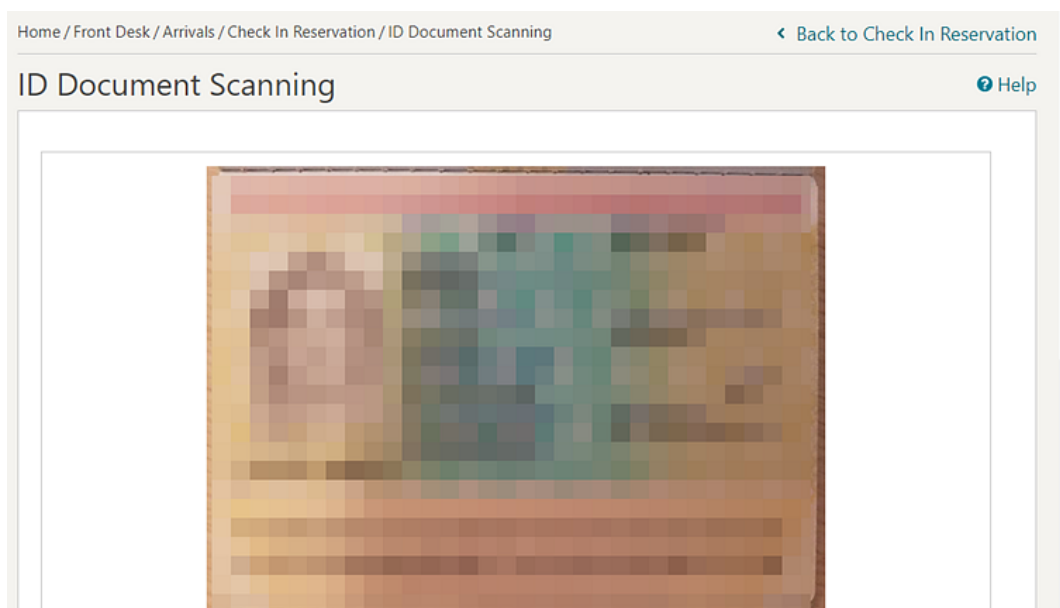 Home / Front Desk / Arrivals / Check In Reservation / ID Document Scanning
Back to Check In Reservation
ID Document Scanning
Help